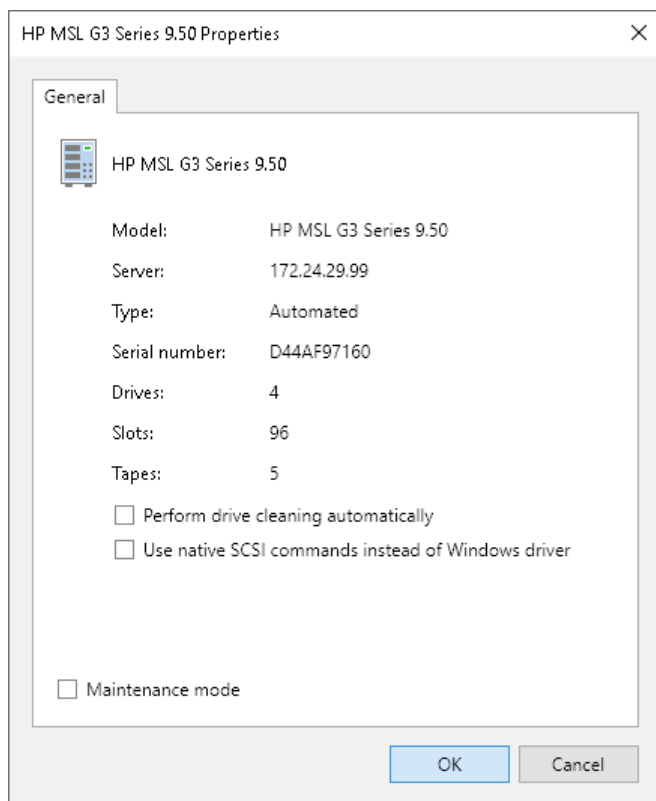 HP MSL G3 Series 9.50 Properties
General
HP MSL G3 Series 9.50
Model: HP MSL G3 Series 9.50
Server: 172.24.29.99
Type: Automated
Serial number: D44AF97160
Drives: 4
Slots: 96
Tapes: 5
Perform drive cleaning automatically
Use native SCSI commands instead of Windows driver
Maintenance mode
OK Cancel